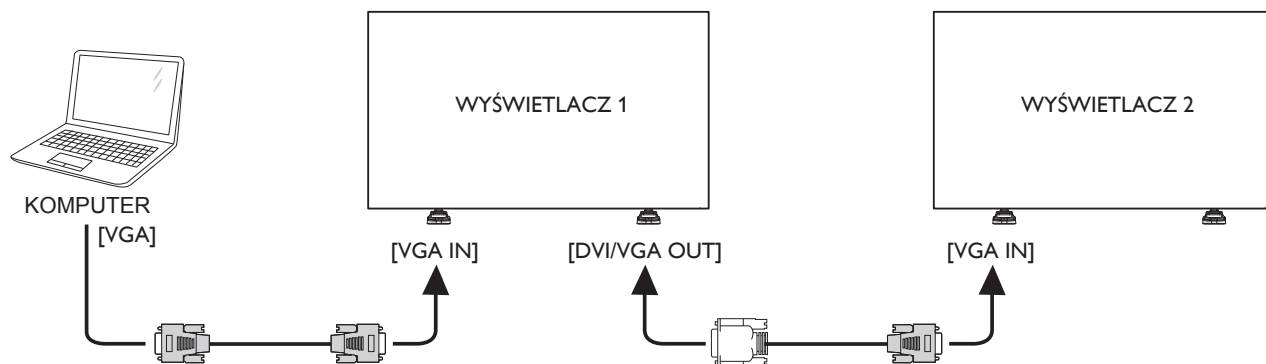 WYŚWIETLACZ 1
WYŚWIETLACZ 2
KOMPUTER
[VGA]
[VGA IN]
[DVI/VGA OUT]
[VGA IN]